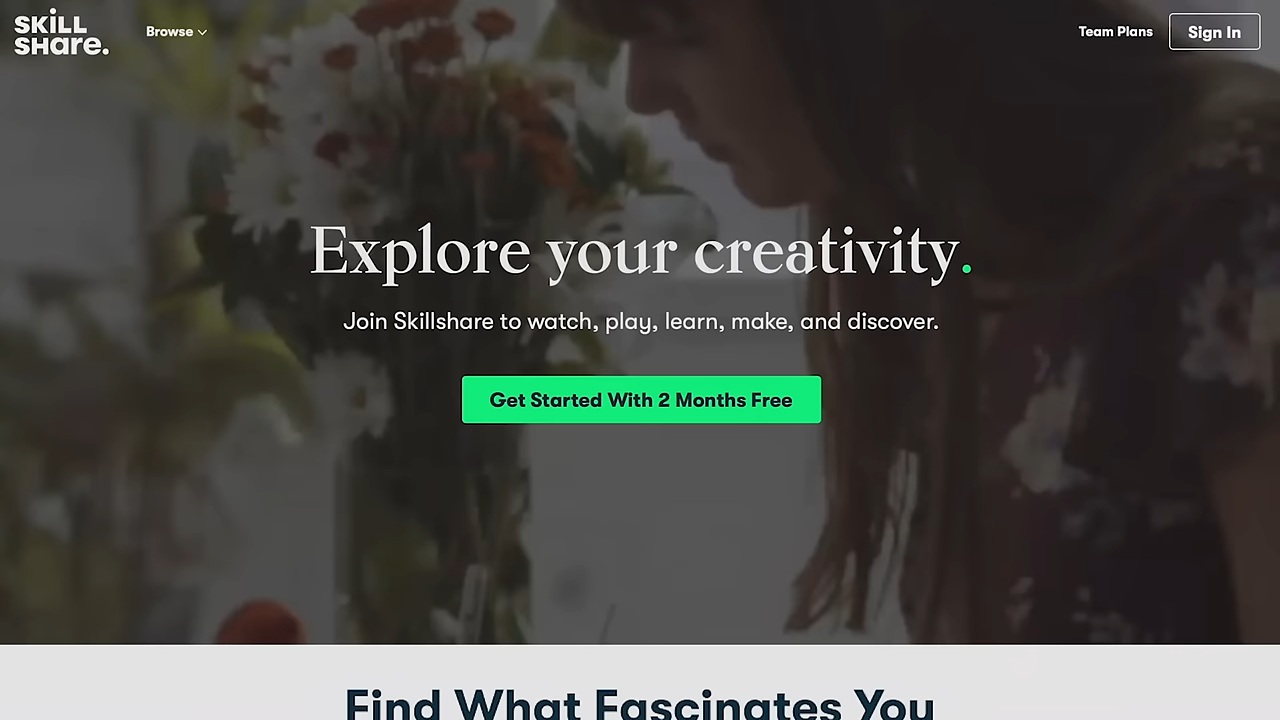 SKiLL
SHare.
Browse
Team Plans
Sign In
Explore your creativity.
Join Skillshare to watch, play, learn, make, and discover.
Get Started With 2 Months Free
Find What Fascinates You